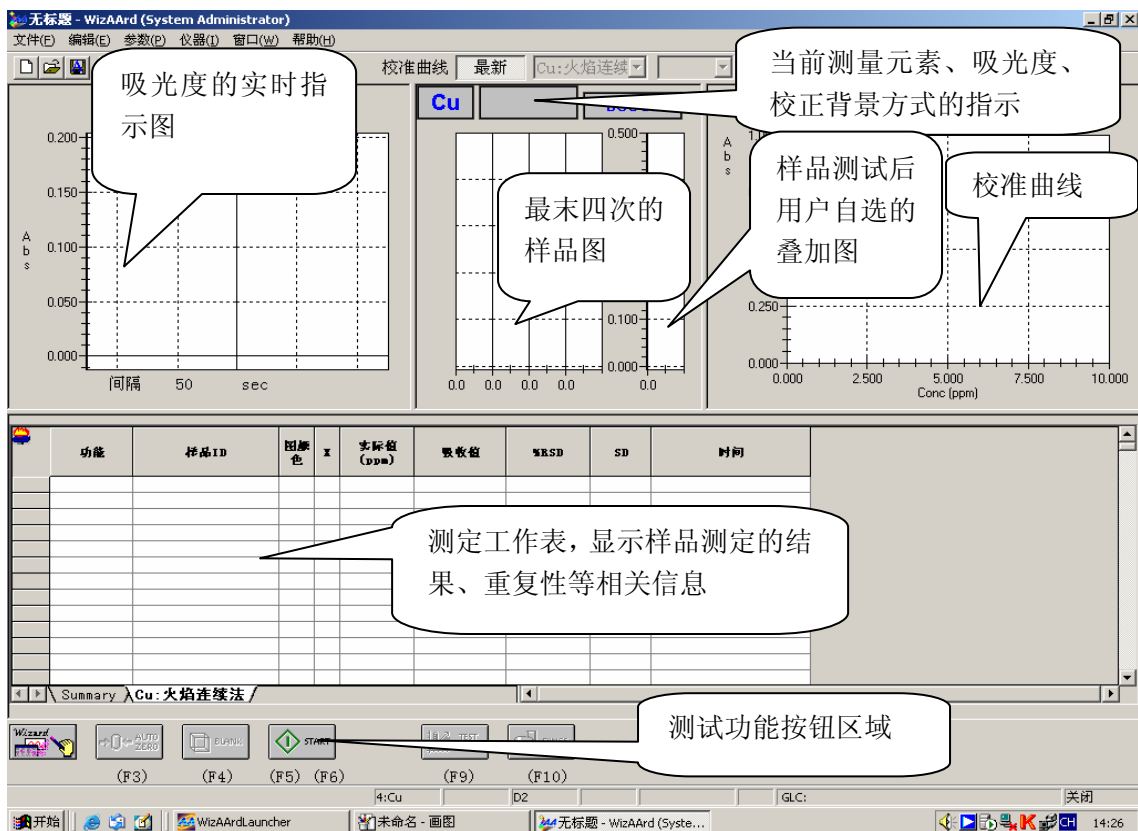 无标题 - WizAArd (System Administrator)
文件(F) 编辑(E) 参数(P) 仪器(I) 窗口(W) 帮助(H)
校准曲线 最新 Cu:火焰连续
吸光度的实时指
示图
当前测量元素、吸光度、
校正背景方式的指示
Cu
最末四次的
样品图
样品测试后
用户自选的
叠加图
校准曲线
0.200
0.150
Abs
0.100
0.050
0.000
间隔 50 sec
0.500
0.100
0.000
0.0 0.0 0.0 0.0 0.0
Abs
0.250
0.000
0.000 2.500 5.000 7.500 10.000
Conc (ppm)
功能 样品ID 图颜色 X 实际值(ppm) 吸收值 %RSD SD 时间
测定工作表，显示样品测定的结
果、重复性等相关信息
Summary Cu:火焰连续法
测试功能按钮区域
Wizard AUTO ZERO BLANK START TEST
(F3) (F4) (F5) (F6) (F9) (F10)
4:Cu D2 GLC: 关闭
开始 WizAArdLauncher 未命名 - 画图 无标题 - WizAArd (Syste... CH 14:26